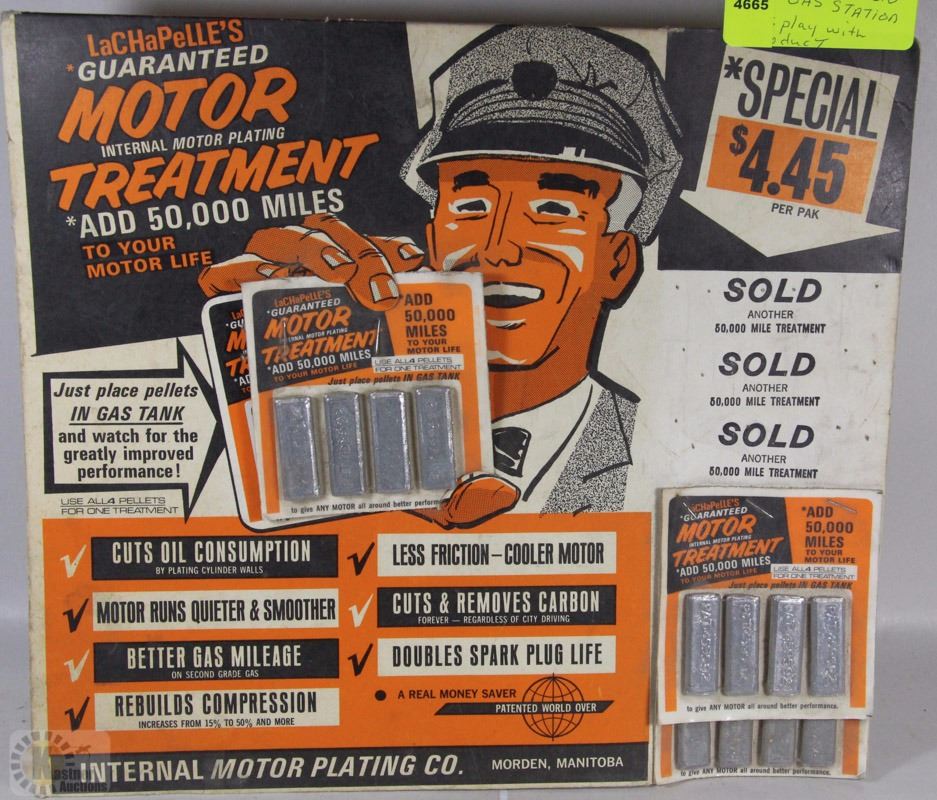 4665
GAS STATION
play with
LaCHaPeLLE'S
*GUARANTEED
MOTOR
INTERNAL MOTOR PLATING
TREATMENT
*ADD 50,000 MILES
TO YOUR
MOTOR LIFE
*SPECIAL
$4.45
PER PAK
SOLD
ANOTHER
50,000 MILE TREATMENT
SOLD
ANOTHER
50,000 MILE TREATMENT
SOLD
ANOTHER
50,000 MILE TREATMENT
LaCHaPeLLE'S
*GUARANTEED
MOTOR
INTERNAL MOTOR PLATING
TREATMENT
*ADD 50,000 MILES
TO YOUR MOTOR LIFE
*ADD
50,000
MILES
TO YOUR
MOTOR LIFE
USE ALL 4 PELLETS
FOR ONE TREATMENT
Just place pellets IN GAS TANK
to give ANY MOTOR all around better perform
Just place pellets
IN GAS TANK
and watch for the
greatly improved
performance!
USE ALL 4 PELLETS
FOR ONE TREATMENT
CUTS OIL CONSUMPTION
BY PLATING CYLINDER WALLS
MOTOR RUNS QUIETER & SMOOTHER
BETTER GAS MILEAGE
ON SECOND GRADE GAS
REBUILDS COMPRESSION
INCREASES FROM 15% TO 50% AND MORE
LESS FRICTION—COOLER MOTOR
CUTS & REMOVES CARBON
FOREVER — REGARDLESS OF CITY DRIVING
DOUBLES SPARK PLUG LIFE
A REAL MONEY SAVER
PATENTED WORLD OVER
LaCHaPeLLE'S
*GUARANTEED
MOTOR
INTERNAL MOTOR PLATING
TREATMENT
*ADD 50,000 MILES
TO YOUR MOTOR LIFE
*ADD
50,000
MILES
TO YOUR
MOTOR LIFE
USE ALL 4 PELLETS
FOR ONE TREATMENT
Just place pellets IN GAS TANK
to give ANY MOTOR all around better performance.
to give ANY MOTOR all around better performance.
INTERNAL MOTOR PLATING CO. MORDEN, MANITOBA
Kastner
Auctions